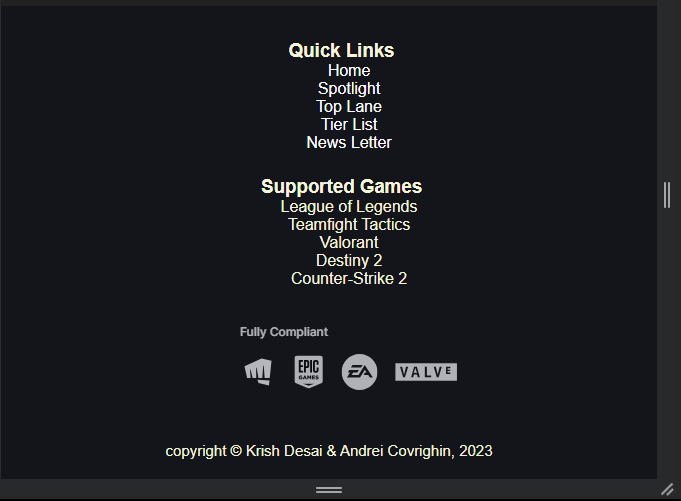 Quick Links
Home
Spotlight
Top Lane
Tier List
News Letter
Supported Games
League of Legends
Teamfight Tactics
Valorant
Destiny 2
Counter-Strike 2
Fully Compliant
EPIC
GAMES
EA
VALVE
copyright © Krish Desai & Andrei Covrighin, 2023